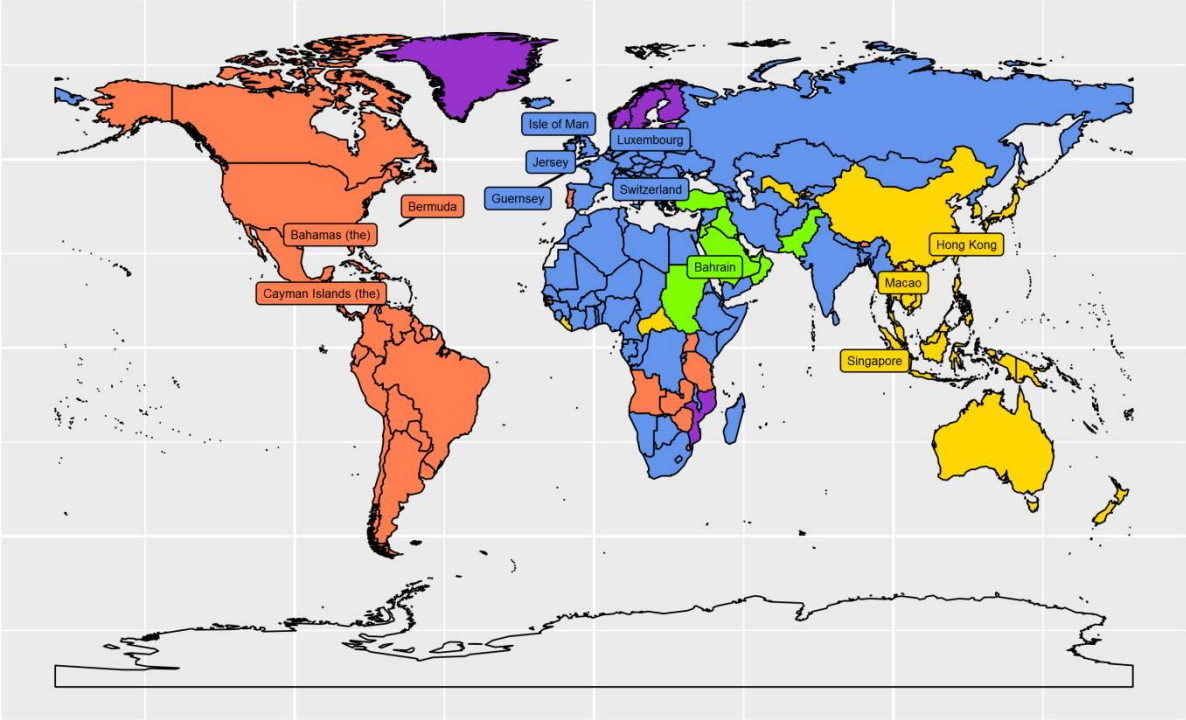 Isle of Man
Luxembourg
Jersey
Switzerland
Guernsey
Bermuda
Bahamas (the)
Hong Kong
Bahrain
Macao
Cayman Islands (the)
Singapore